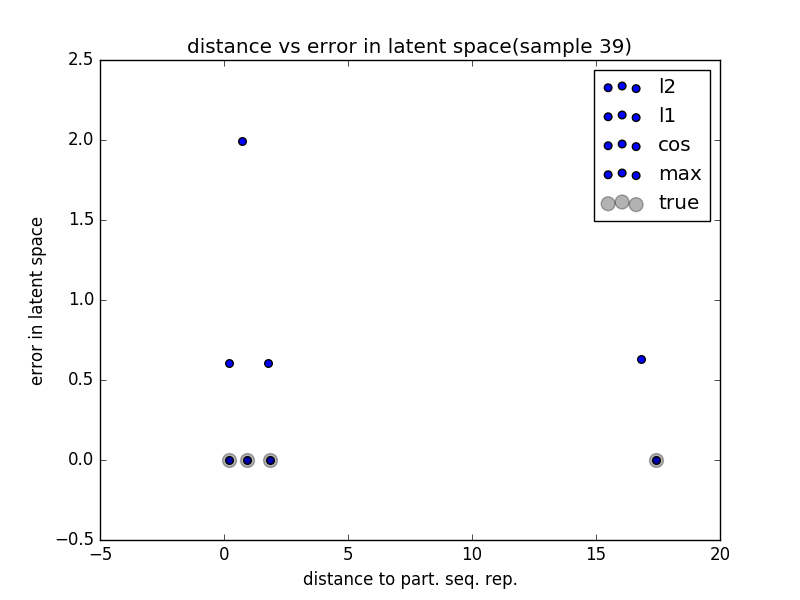 distance vs error in latent space(sample 39)
2.5
2.0
1.5
1.0
0.5
0.0
−0.5
error in latent space
l2
l1
cos
max
true
−5 0 5 10 15 20
distance to part. seq. rep.